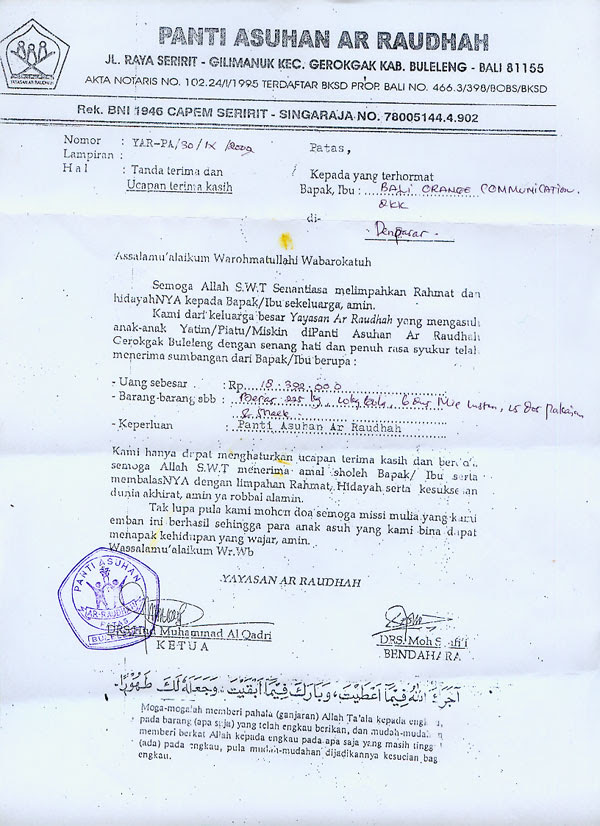 PANTI ASUHAN AR RAUDHAH
JL. RAYA SERIRIT - GILIMANUK KEC. GEROKGAK KAB. BULELENG - BALI 81155
AKTA NOTARIS NO. 102.24/I/1995 TERDAFTAR BKSD PROP. BALI NO. 466.3/398/BOBS/BKSD
YAYASAN AR RAUDHAH
Rek. BNI 1946 CAPEM SERIRIT - SINGARAJA NO. 78005144.4.902
Nomor : YAR-PA/30/IX/2009 Patas,
Lampiran :
H a l : Tanda terima dan Kepada yang terhormat
Ucapan terima kasih Bapak, Ibu : BALI ORANGE COMMUNICATION.
di-
Denpasar
Assalamu'alaikum Warohmatullahi Wabarokatuh
Semoga Allah S.W.T Senantiasa melimpahkan Rahmat dan
hidayahNYA kepada Bapak/Ibu sekeluarga, amin.
Kami dari keluarga besar Yayasan Ar Raudhah yang mengasuh
anak-anak Yatim/Piatu/Miskin diPanti Asuhan Ar Raudhah
Gerokgak Buleleng dengan senang hati dan penuh rasa syukur telah
menerima sumbangan dari Bapak/Ibu berupa :
- Uang sebesar : Rp
- Barang-barang sbb :
- Keperluan : Panti Asuhan Ar Raudhah
Kami hanya dapat menghaturkan ucapan terima kasih dan berdo'a
semoga Allah S.W.T menerima amal sholeh Bapak/ Ibu serta
membalasNYA dengan limpahan Rahmat, Hidayah serta kesuksesan
dunia akhirat, amin ya robbal alamin.
Tak lupa pula kami mohon doa semoga missi mulia yang kami
emban ini berhasil sehingga para anak asuh yang kami bina dapat
menapak kehidupan yang wajar, amin.
Wassalamu'alaikum Wr.Wb
YAYASAN AR RAUDHAH
PANTI ASUHAN
AR-RAUDHAH
PATAS
Muhammad Al Qadri DRS. Moh
KETUA BENDAHARA
آجَرَكَ اللهُ فِيْمَا أَعْطَيْتَ، وَبَارَكَ فِيْمَا أَبْقَيْتَ، وَجَعَلَهُ لَكَ طَهُوْرًا
Moga-mogalah memberi pahala (ganjaran) Allah Ta'ala kepada engkau
pada barang (apa saja) yang telah engkau berikan, dan mudah-mudahan
memberi berkat Allah kepada engkau pada apa saja yang masih tinggal
(ada) pada engkau, pula mudah-mudahan dijadikannya kesucian bagi
engkau.